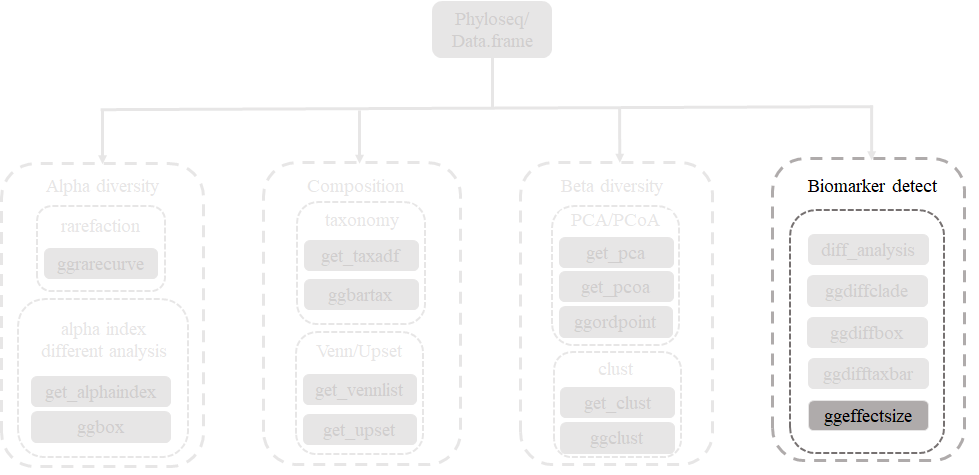 Phyloseq/
Data.frame
Alpha diversity
rarefaction
ggrarecurve
alpha index
different analysis
get_alphaindex
ggbox
Composition
taxonomy
get_taxadf
ggbartax
Venn/Upset
get_vennlist
get_upset
Beta diversity
PCA/PCoA
get_pca
get_pcoa
ggordpoint
clust
get_clust
ggclust
Biomarker detect
diff_analysis
ggdiffclade
ggdiffbox
ggdifftaxbar
ggeffectsize